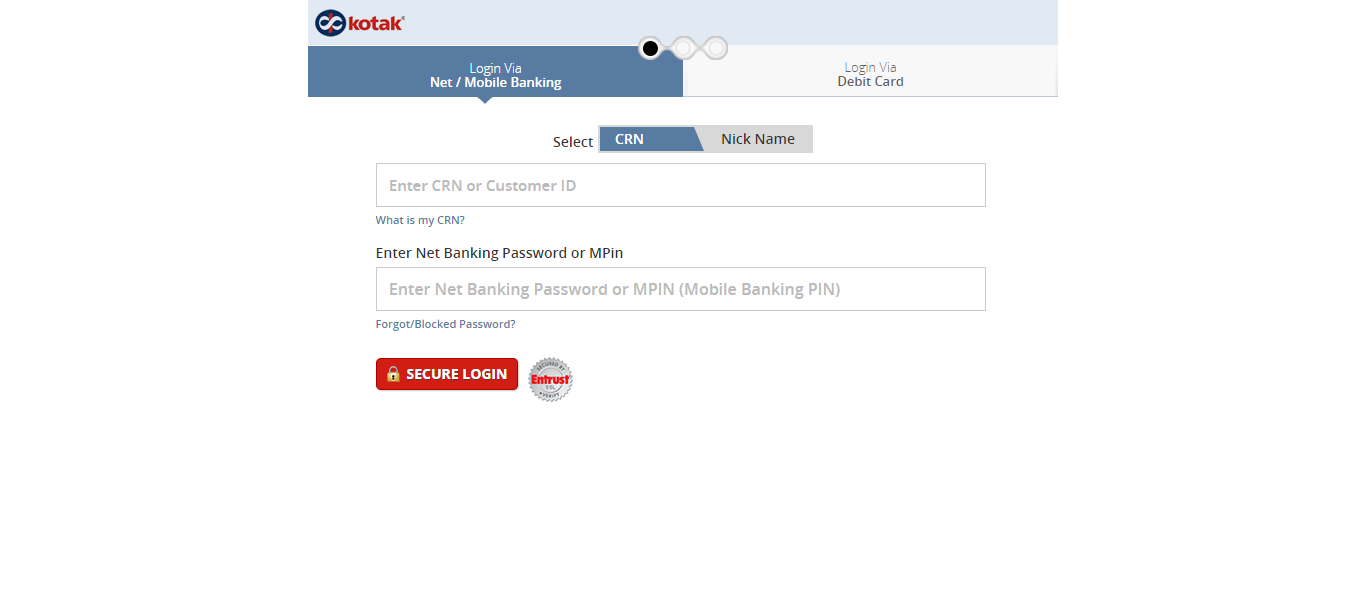 kotak®
Login Via
Net / Mobile Banking
Login Via
Debit Card
Select CRN Nick Name
Enter CRN or Customer ID
What is my CRN?
Enter Net Banking Password or MPin
Enter Net Banking Password or MPIN (Mobile Banking PIN)
Forgot/Blocked Password?
SECURE LOGIN
SECURED BY
Entrust
SSL
VERIFY